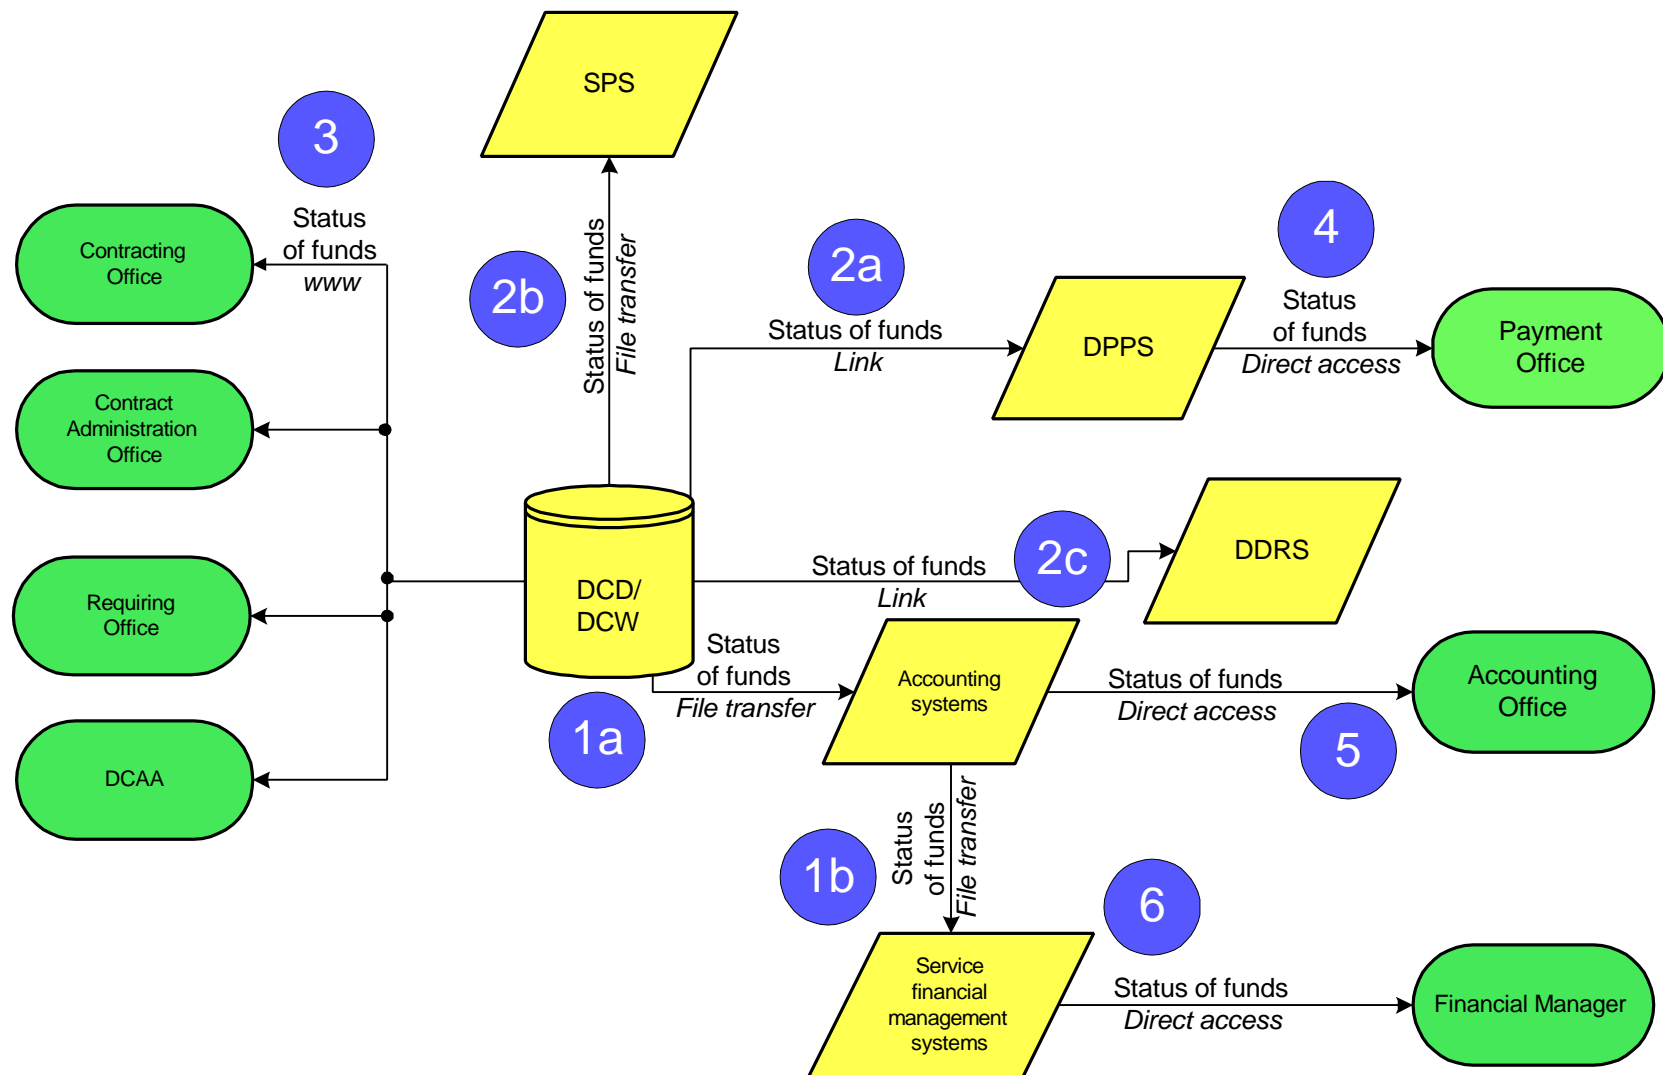 SPS
3
Status
of funds
www
Contracting
Office
2b
Status of funds
File transfer
2a
Status of funds
Link
DPPS
4
Status
of funds
Direct access
Payment
Office
Contract
Administration
Office
DCD/
DCW
Status of funds
Link
2c
DDRS
Requiring
Office
Status
of funds
File transfer
1a
Accounting
systems
Status of funds
Direct access
5
Accounting
Office
DCAA
1b
Status
of funds
File transfer
6
Service
financial
management
systems
Status of funds
Direct access
Financial Manager